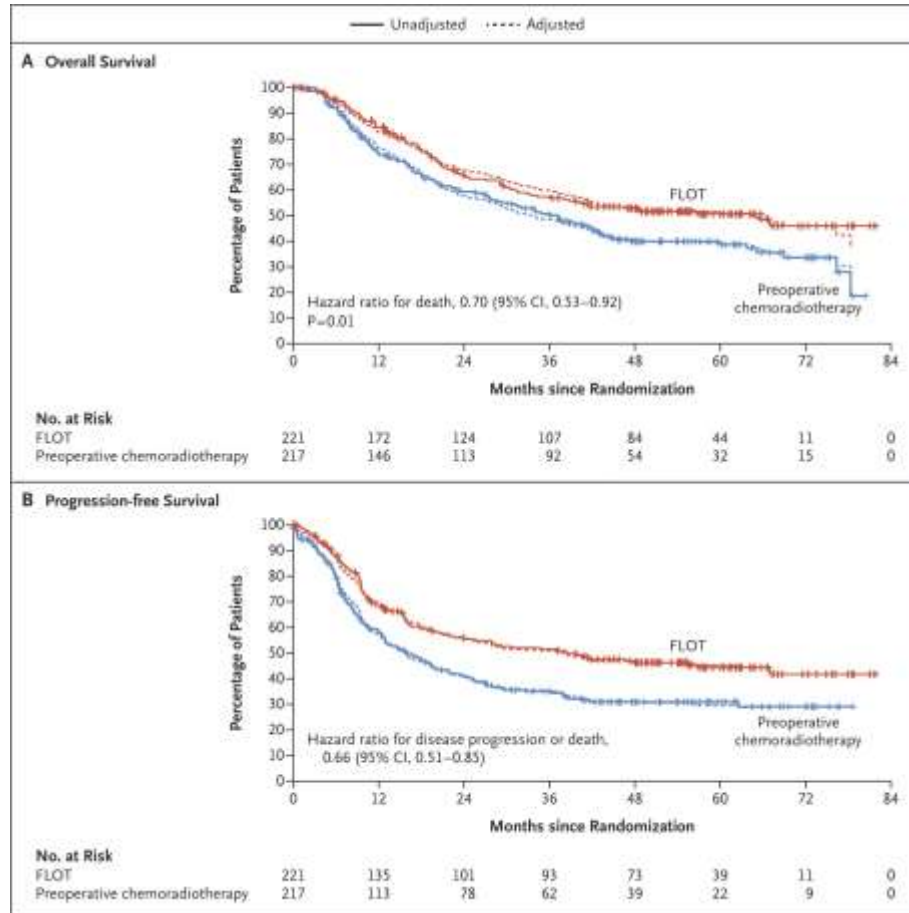 Unadjusted Adjusted
A Overall Survival
100
90
80
70
60
50
40
30
20
10
0
Percentage of Patients
FLOT
Preoperative
chemoradiotherapy
Hazard ratio for death, 0.70 (95% CI, 0.53–0.92)
P=0.01
0 12 24 36 48 60 72 84
Months since Randomization
No. at Risk
FLOT 221 172 124 107 84 44 11 0
Preoperative chemoradiotherapy 217 146 113 92 54 32 15 0
B Progression-free Survival
100
90
80
70
60
50
40
30
20
10
0
Percentage of Patients
FLOT
Preoperative
chemoradiotherapy
Hazard ratio for disease progression or death,
0.66 (95% CI, 0.51–0.85)
0 12 24 36 48 60 72 84
Months since Randomization
No. at Risk
FLOT 221 135 101 93 73 39 11 0
Preoperative chemoradiotherapy 217 113 78 62 39 22 9 0